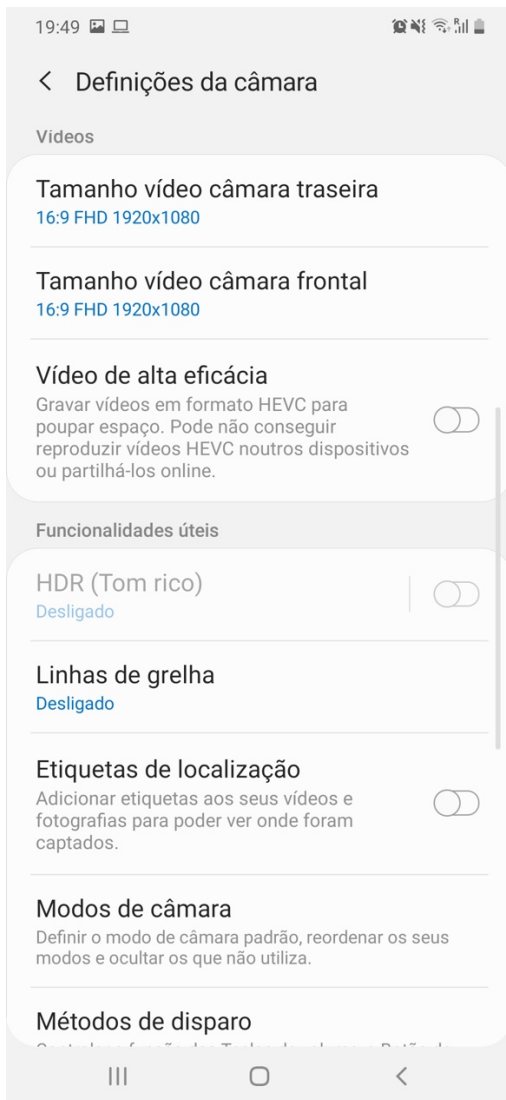 19:49
Definições da câmara
Vídeos
Tamanho vídeo câmara traseira
16:9 FHD 1920x1080
Tamanho vídeo câmara frontal
16:9 FHD 1920x1080
Vídeo de alta eficácia
Gravar vídeos em formato HEVC para
poupar espaço. Pode não conseguir
reproduzir vídeos HEVC noutros dispositivos
ou partilhá-los online.
Funcionalidades úteis
HDR (Tom rico)
Desligado
Linhas de grelha
Desligado
Etiquetas de localização
Adicionar etiquetas aos seus vídeos e
fotografias para poder ver onde foram
captados.
Modos de câmara
Definir o modo de câmara padrão, reordenar os seus
modos e ocultar os que não utiliza.
Métodos de disparo